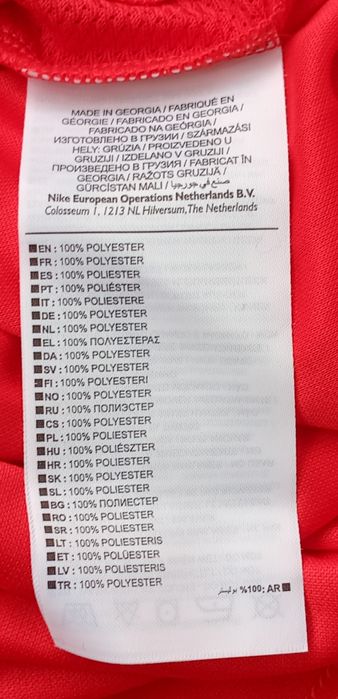 MADE IN GEORGIA / FABRIQUÉ EN
GÉORGIE / FABRICADO EN GEORGIA /
FABRICADO NA GEÓRGIA /
ИЗГОТОВЛЕНО В ГРУЗИИ / SZÁRMAZÁSI
HELY: GRÚZIA / PROIZVEDENO U
GRUZIJI / IZDELANO V GRUZIJI /
ПРОИЗВЕДЕНО В ГРУЗИЯ / FABRICAT ÎN
GEORGIA / RAŽOTS GRUZIJĀ /
GÜRCİSTAN MALI / صنع في جورجيا
Nike European Operations Netherlands B.V.
Colosseum 1, 1213 NL Hilversum, The Netherlands
EN : 100% POLYESTER
FR : 100% POLYESTER
ES : 100% POLIESTER
PT : 100% POLIÉSTER
IT : 100% POLIESTERE
DE : 100% POLYESTER
NL : 100% POLYESTER
EL : 100% ΠΟΛΥΕΣΤΕΡΑΣ
DA : 100% POLYESTER
SV : 100% POLYESTER
FI : 100% POLYESTERI
NO : 100% POLYESTER
RU : 100% ПОЛИЭСТЕР
CS : 100% POLYESTER
PL : 100% POLIESTER
HU : 100% POLIÉSZTER
HR : 100% POLIESTER
SK : 100% POLYESTER
SL : 100% POLIESTER
BG : 100% ПОЛИЕСТЕР
RO : 100% POLIESTER
SR : 100% POLIESTER
LT : 100% POLIESTERIS
ET : 100% POLÜESTER
LV : 100% POLIESTERIS
TR : 100% POLYESTER
AR :100% بوليستر